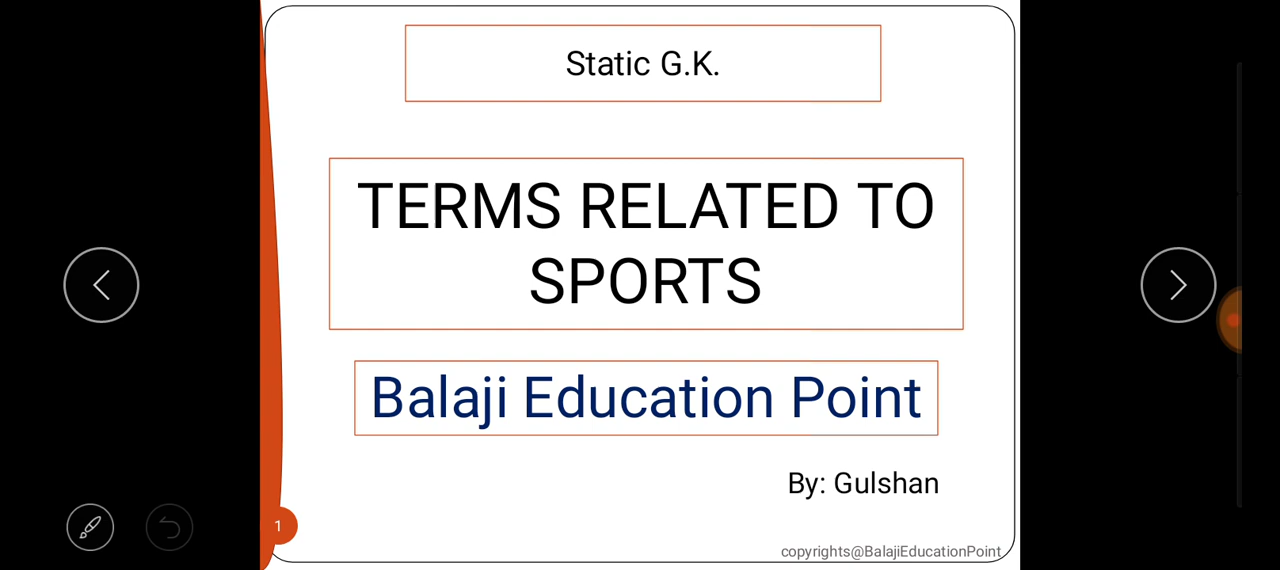 Static G.K.
TERMS RELATED TO
SPORTS
Balaji Education Point
By: Gulshan
1
copyrights@BalajiEducationPoint